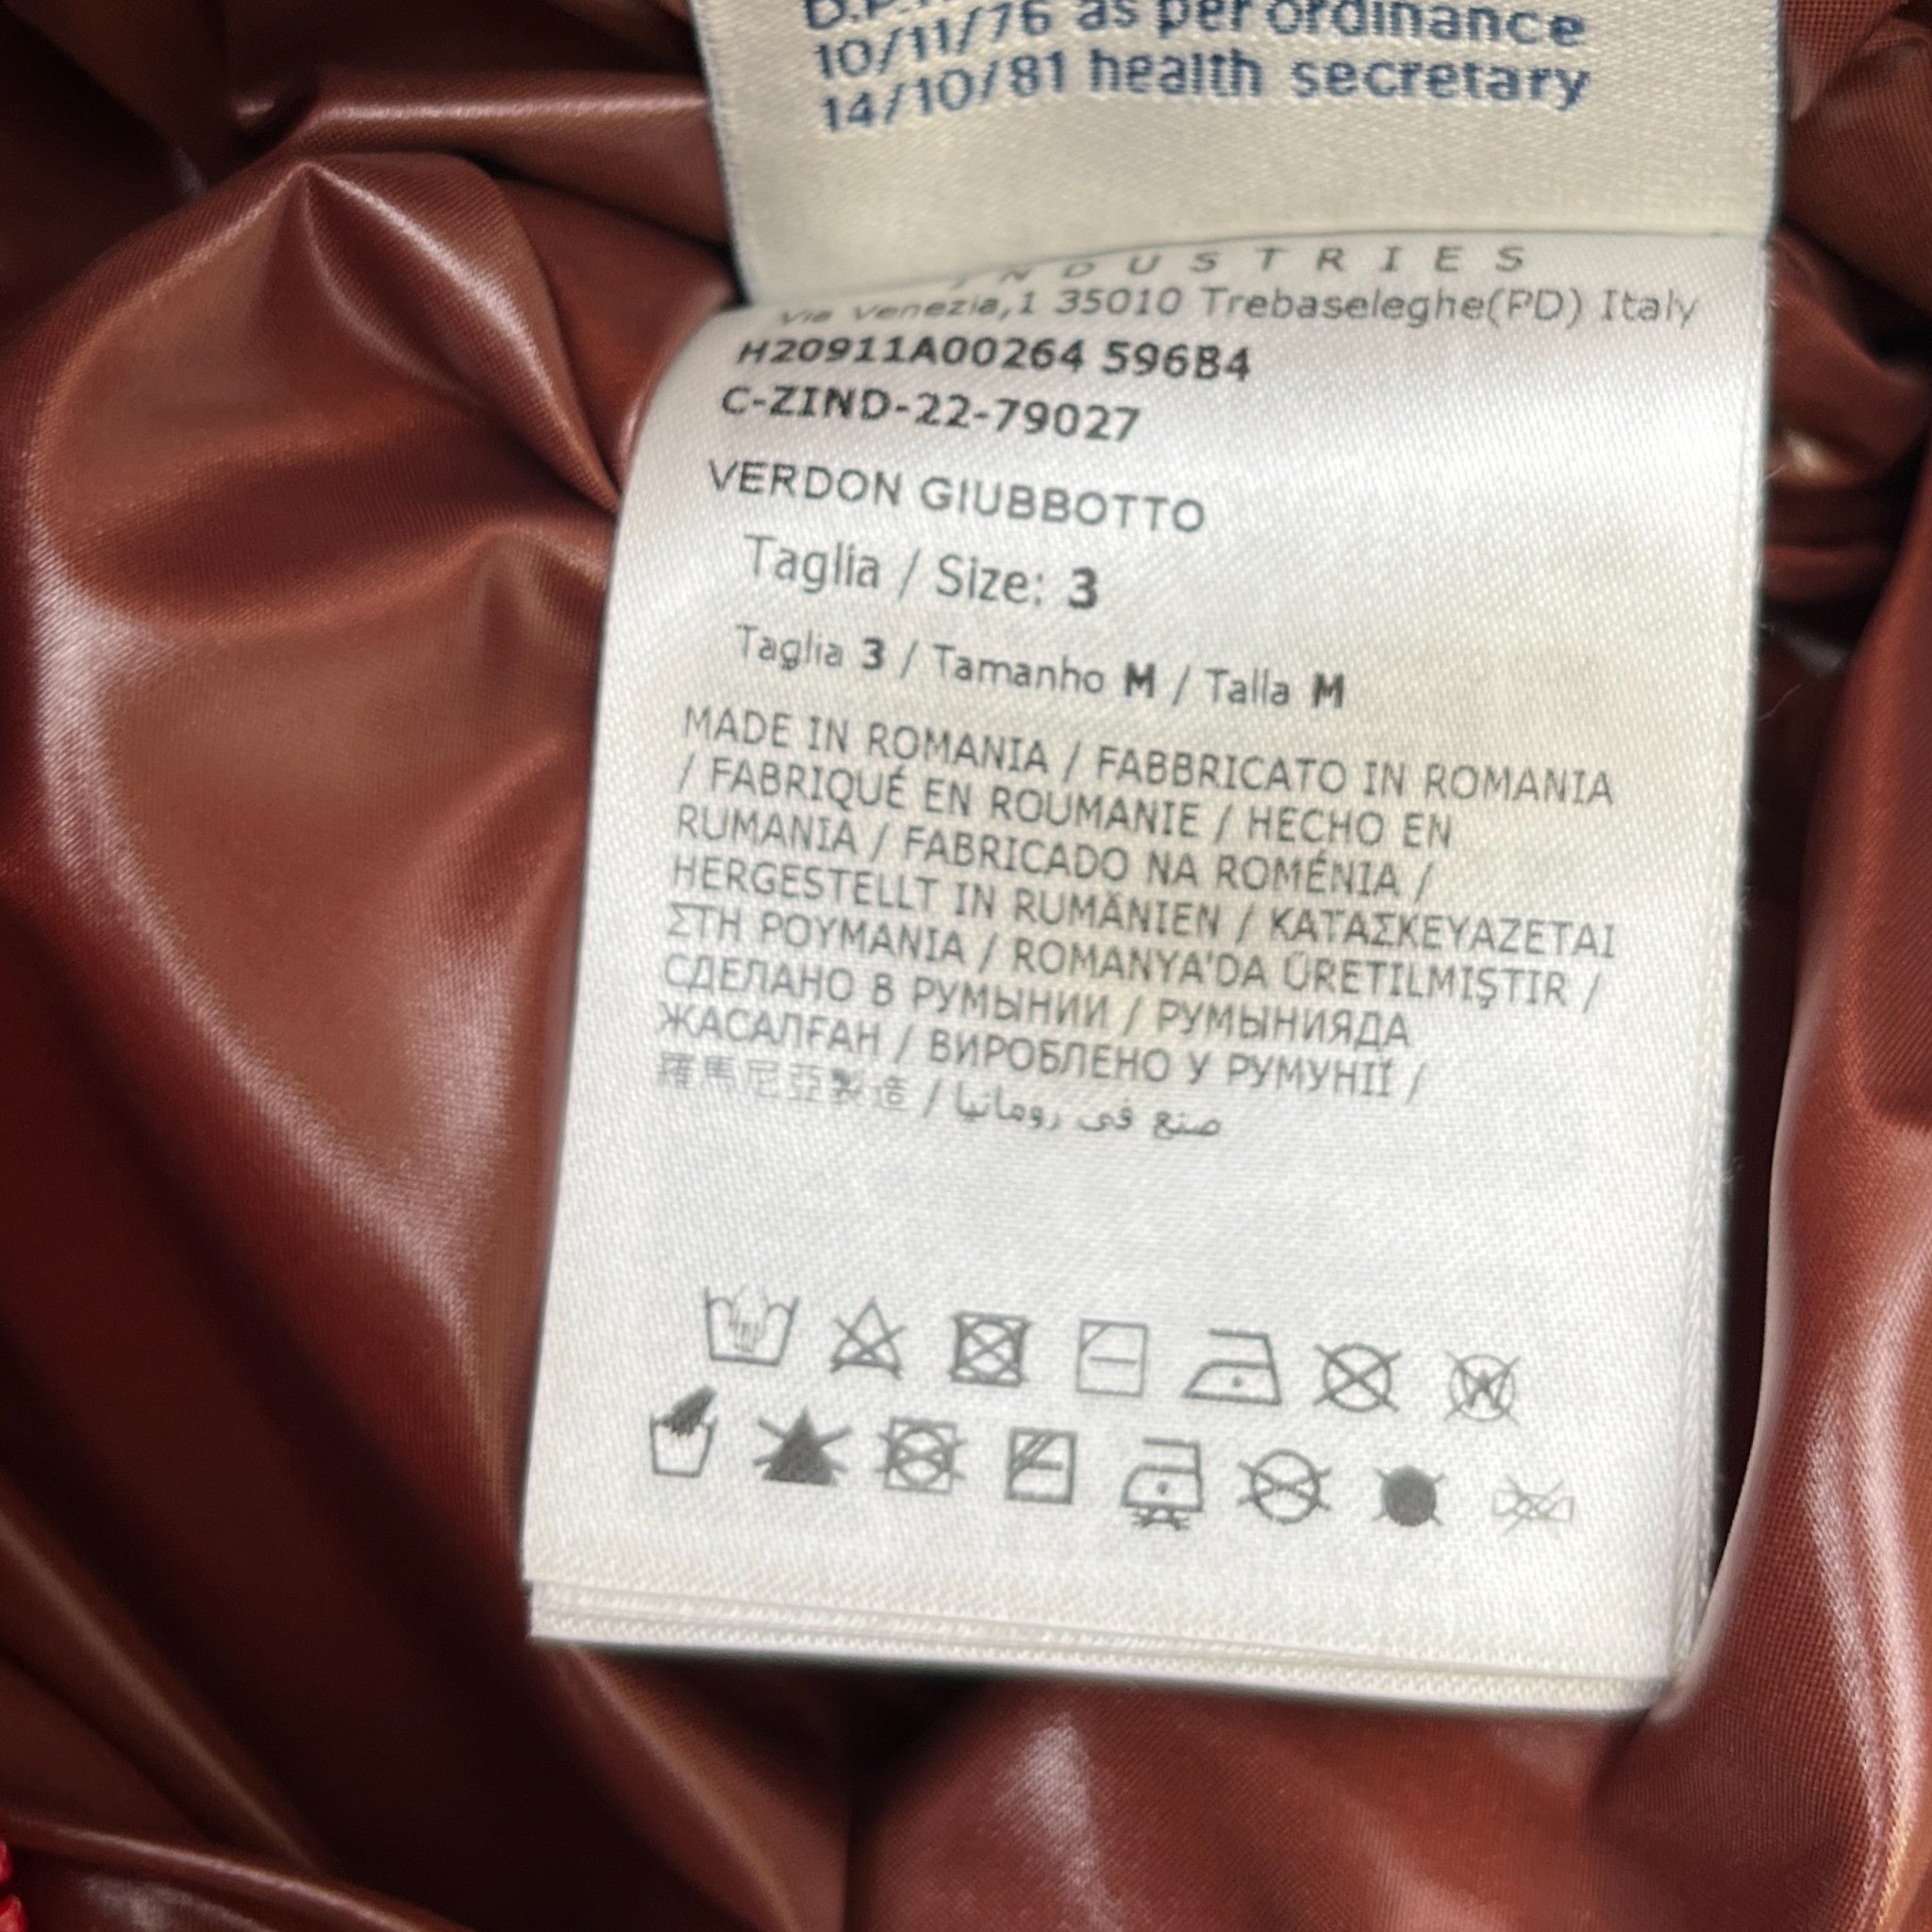 10/11/76 as per ordinance
14/10/81 health secretary
INDUSTRIES
Via Venezia,1 35010 Trebaseleghe(PD) Italy
H20911A00264 596B4
C-ZIND-22-79027
VERDON GIUBBOTTO
Taglia / Size: 3
Taglia 3 / Tamanho M / Talla M
MADE IN ROMANIA / FABBRICATO IN ROMANIA
/ FABRIQUÉ EN ROUMANIE / HECHO EN
RUMANIA / FABRICADO NA ROMÉNIA /
HERGESTELLT IN RUMÄNIEN / ΚΑΤΑΣΚΕΥΑΖΕΤΑΙ
ΣΤΗ ΡΟΥΜΑΝΙΑ / ROMANYA'DA ÜRETILMIŞTIR /
СДЕЛАНО В РУМЫНИИ / РУМЫНИЯДА
ЖАСАЛҒАН / ВИРОБЛЕНО У РУМУНІЇ /
羅馬尼亞製造 / صنع في رومانيا